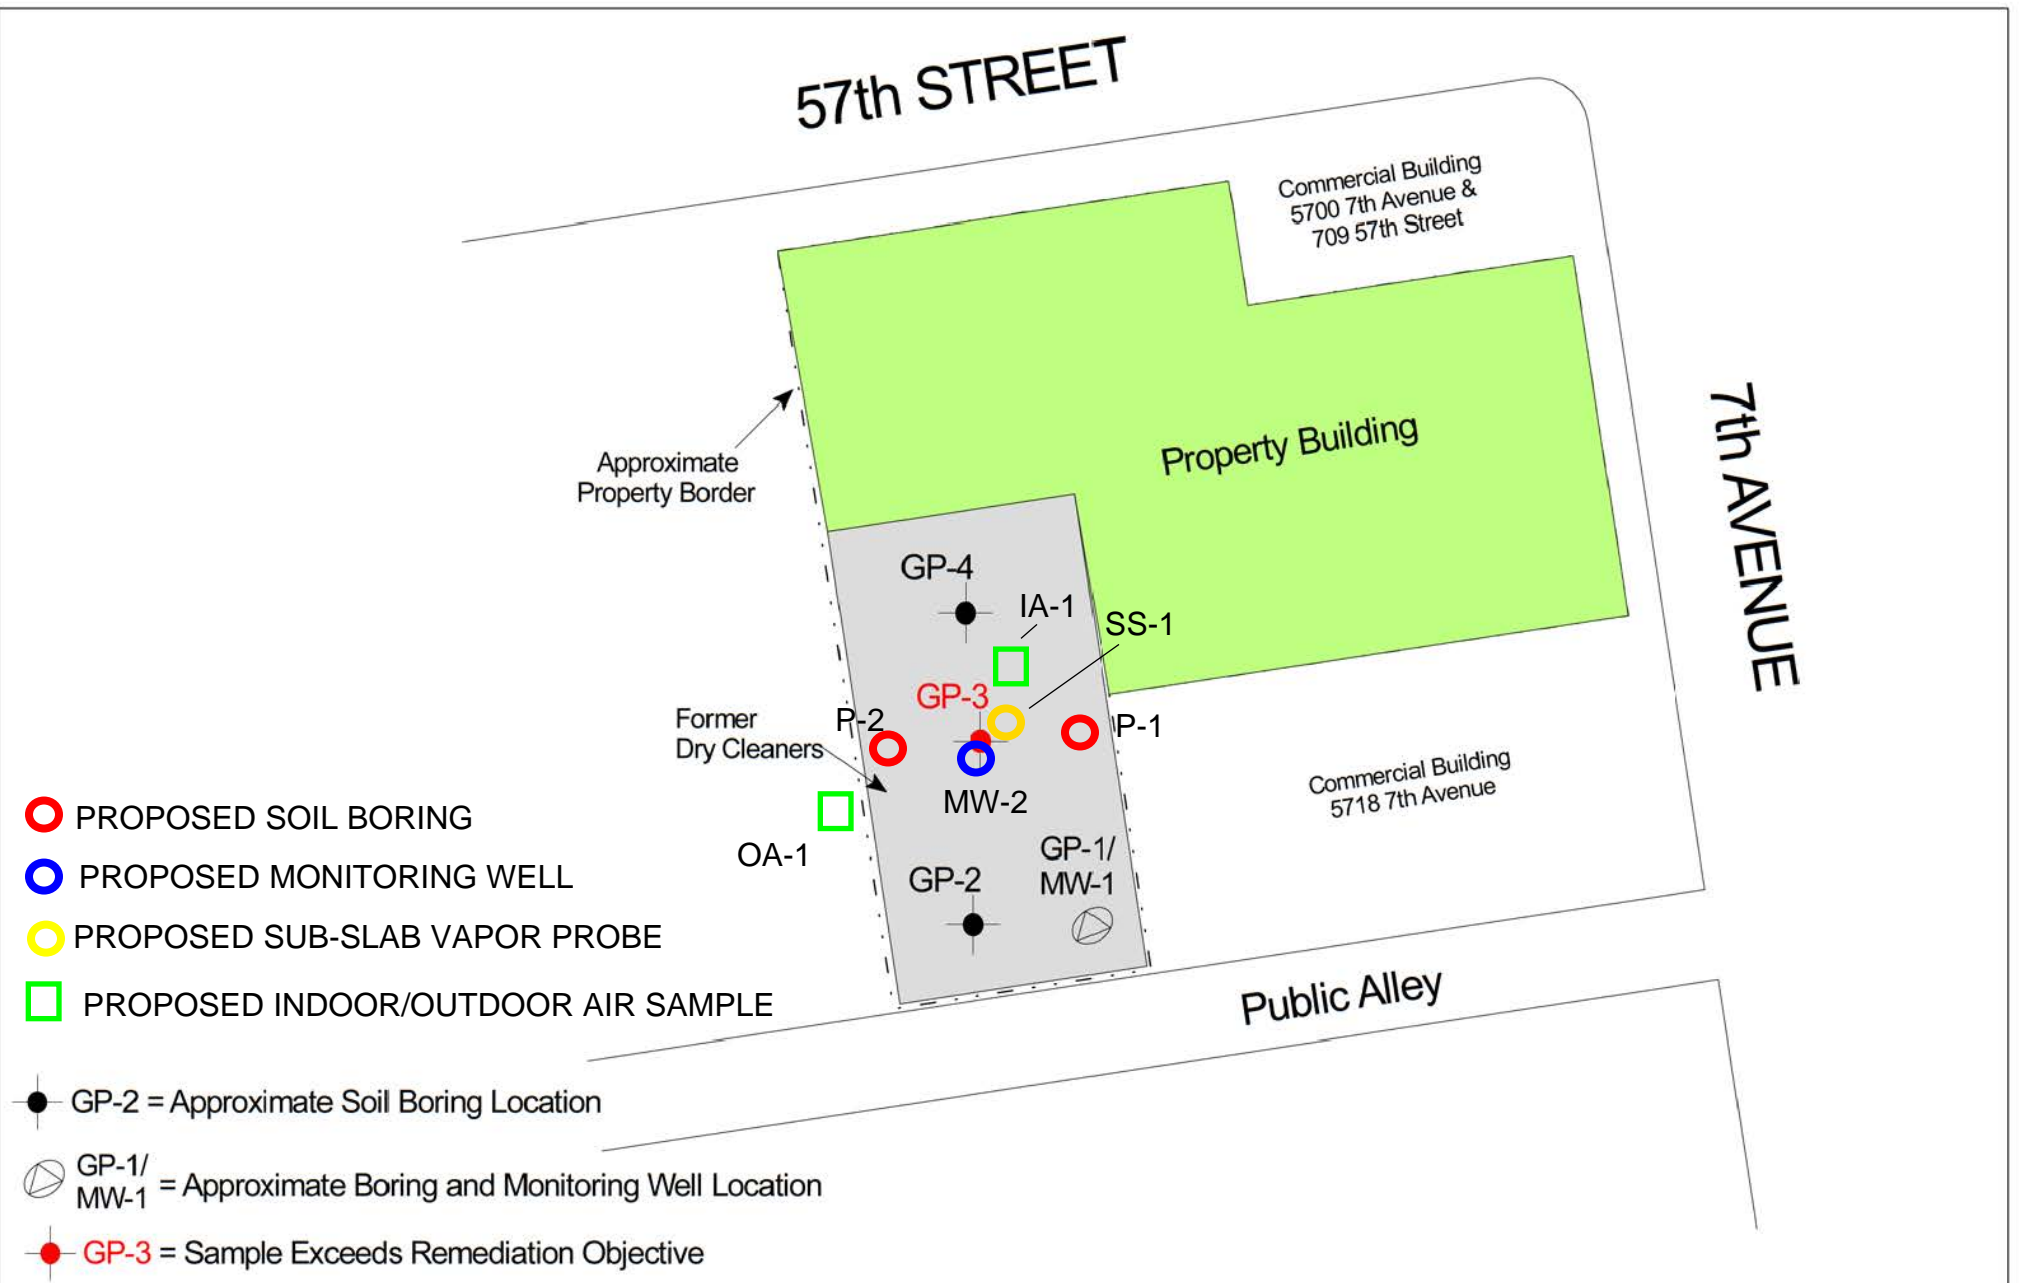 57th STREET
Commercial Building
5700 7th Avenue &
709 57th Street
7th AVENUE
Property Building
Approximate
Property Border
GP-4
IA-1
SS-1
GP-3
P-2
P-1
Former
Dry Cleaners
MW-2
Commercial Building
5718 7th Avenue
OA-1
GP-2
GP-1/
MW-1
Public Alley
PROPOSED SOIL BORING
PROPOSED MONITORING WELL
PROPOSED SUB-SLAB VAPOR PROBE
PROPOSED INDOOR/OUTDOOR AIR SAMPLE
GP-2 = Approximate Soil Boring Location
GP-1/
MW-1 = Approximate Boring and Monitoring Well Location
GP-3 = Sample Exceeds Remediation Objective